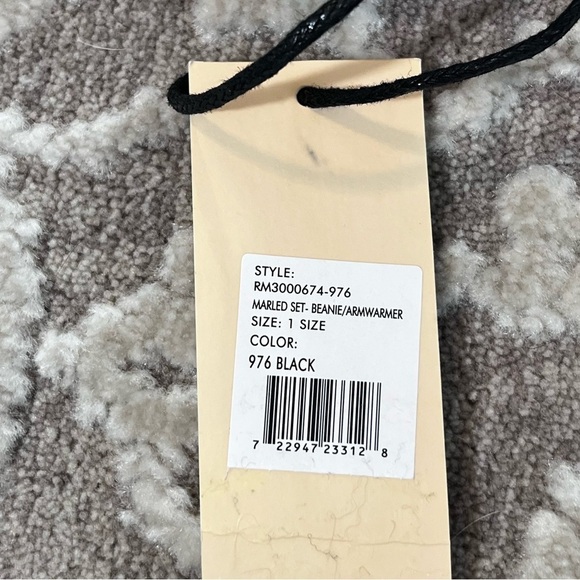 STYLE:
RM3000674-976
MARLED SET- BEANIE/ARMWARMER
SIZE: 1 SIZE
COLOR:
976 BLACK
7 22947 23312 8